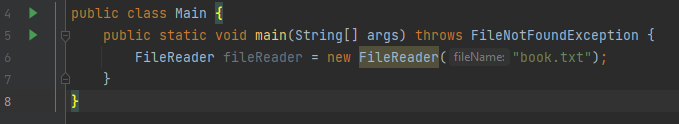 4 public class Main {
5 public static void main(String[] args) throws FileNotFoundException {
6 FileReader fileReader = new FileReader( fileName: "book.txt");
7 }
8 }